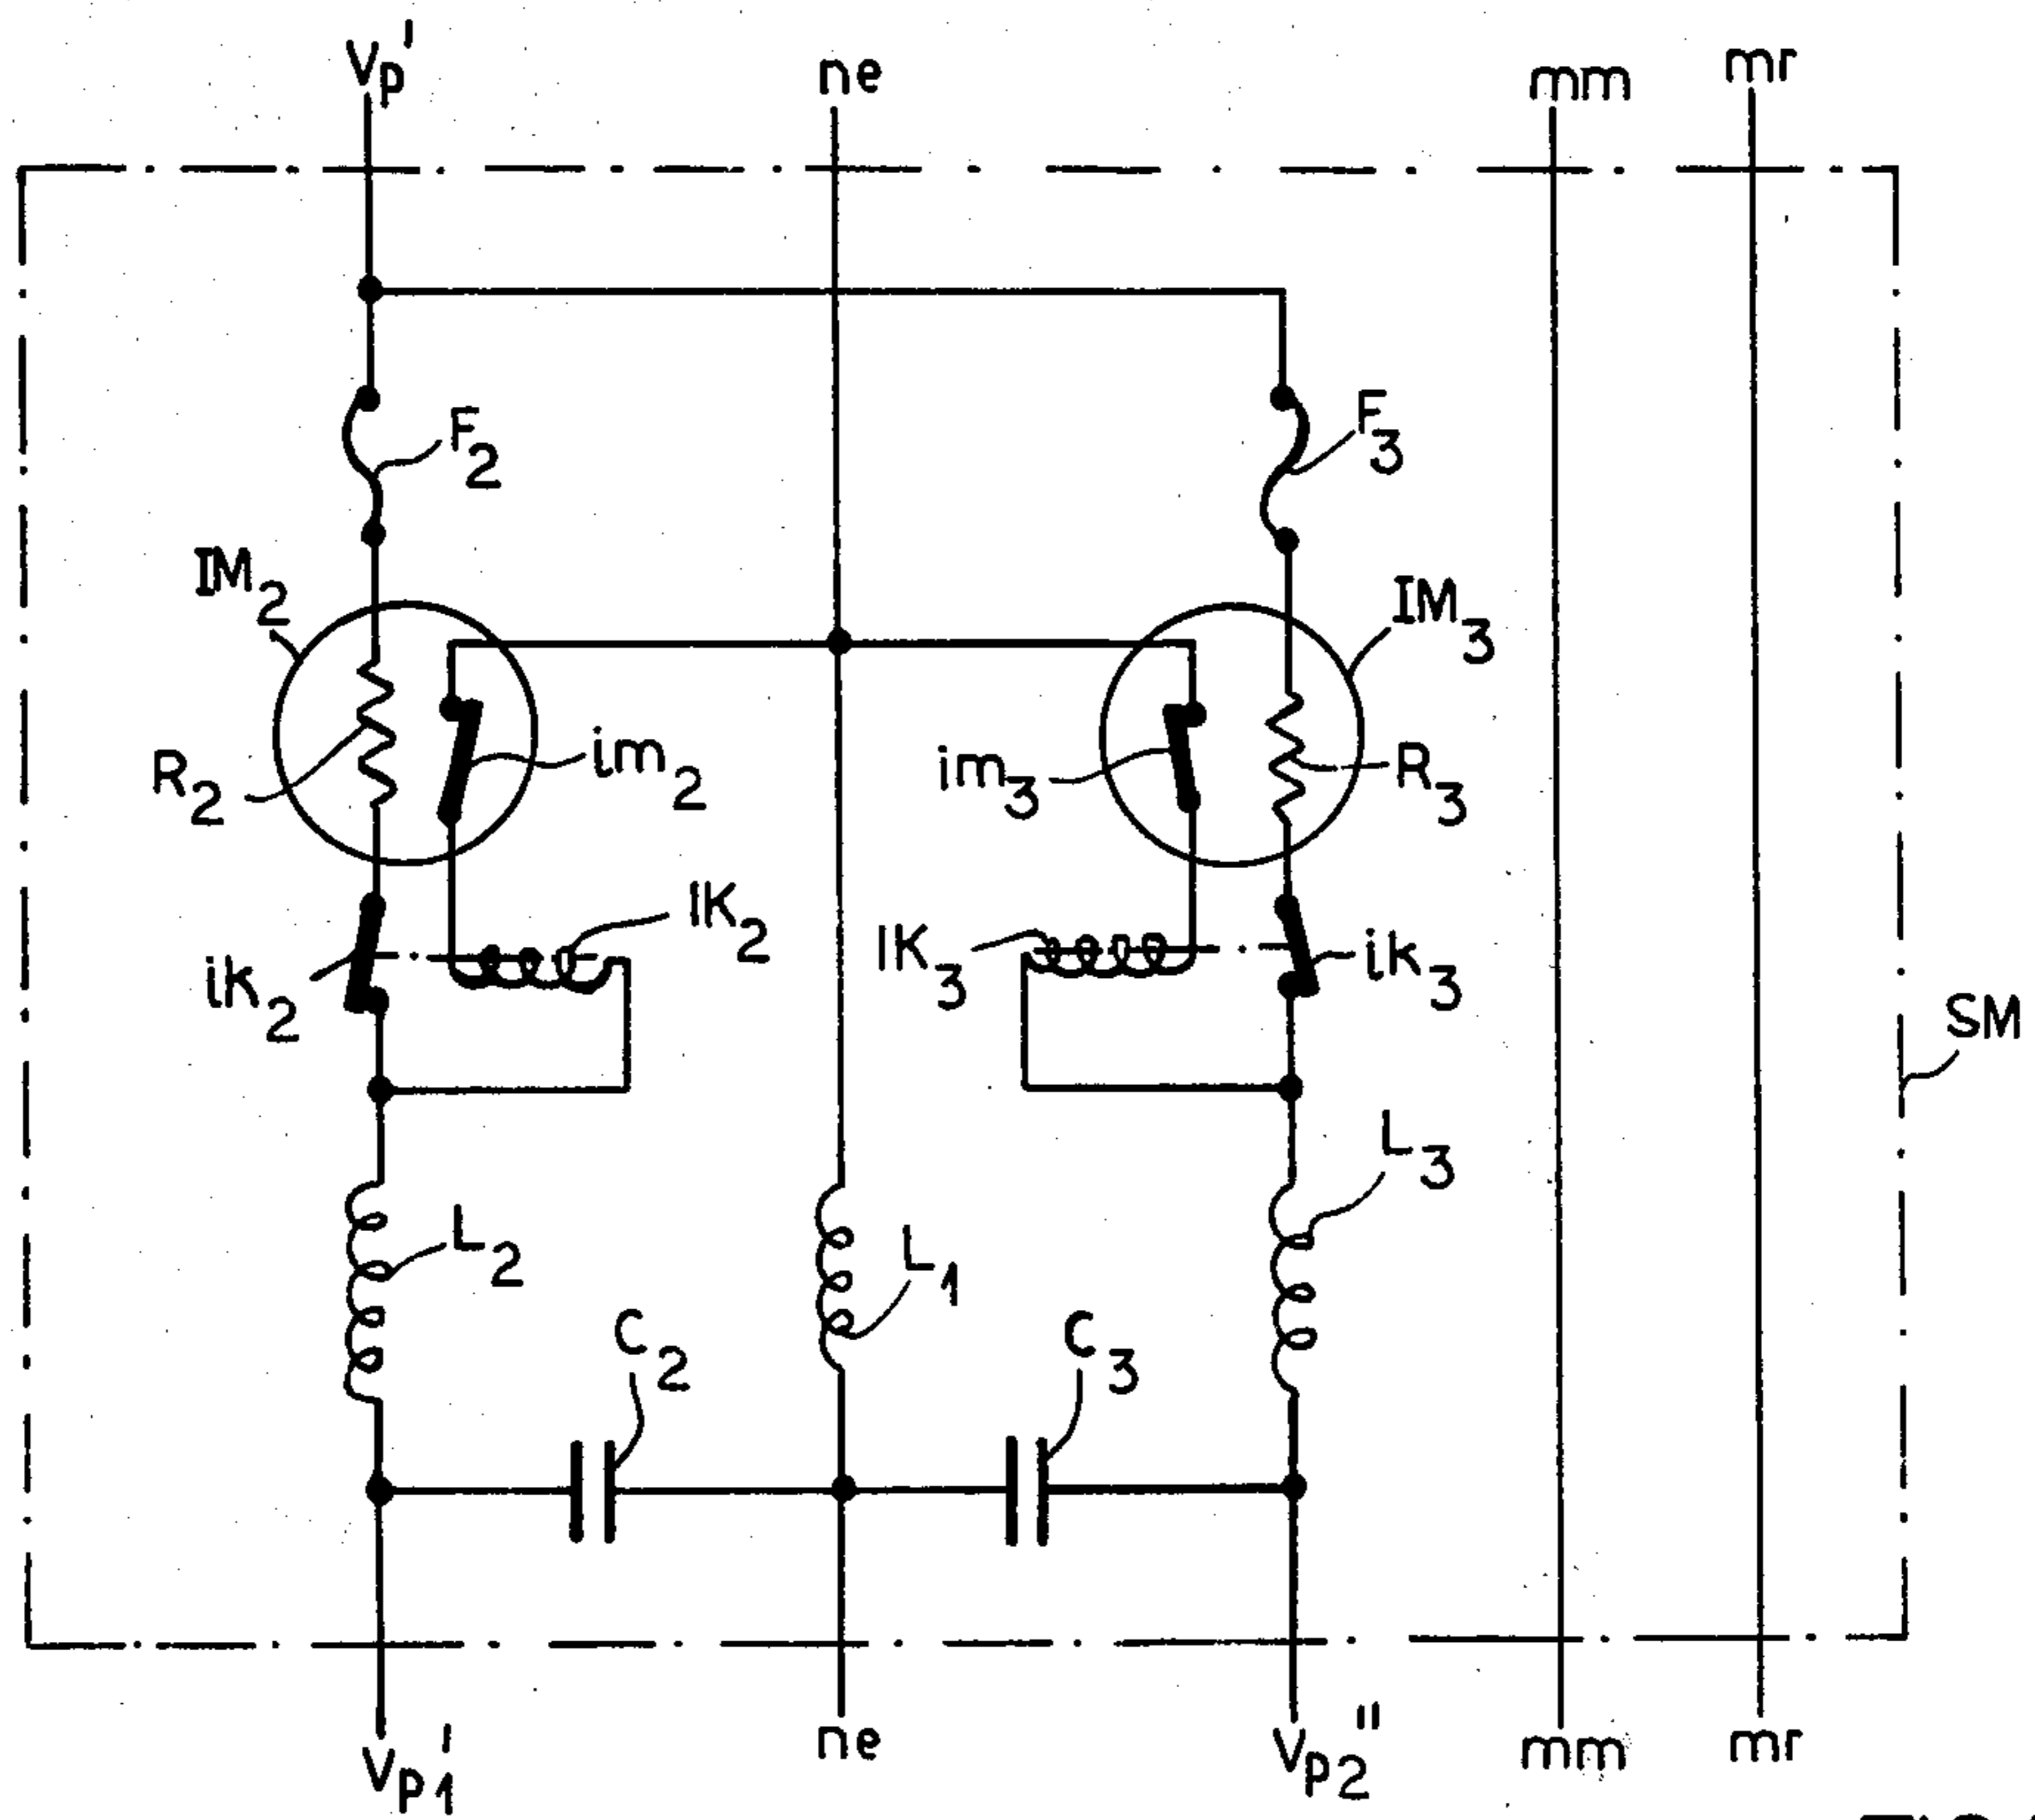 Vp' ne mm mr
F2 F3
IM2 IM3
R2 im2 im3 R3
ik2 IK2 IK3 ik3
SM
L2 L1 L3
C2 C3
Vp1' ne Vp2" mm mr